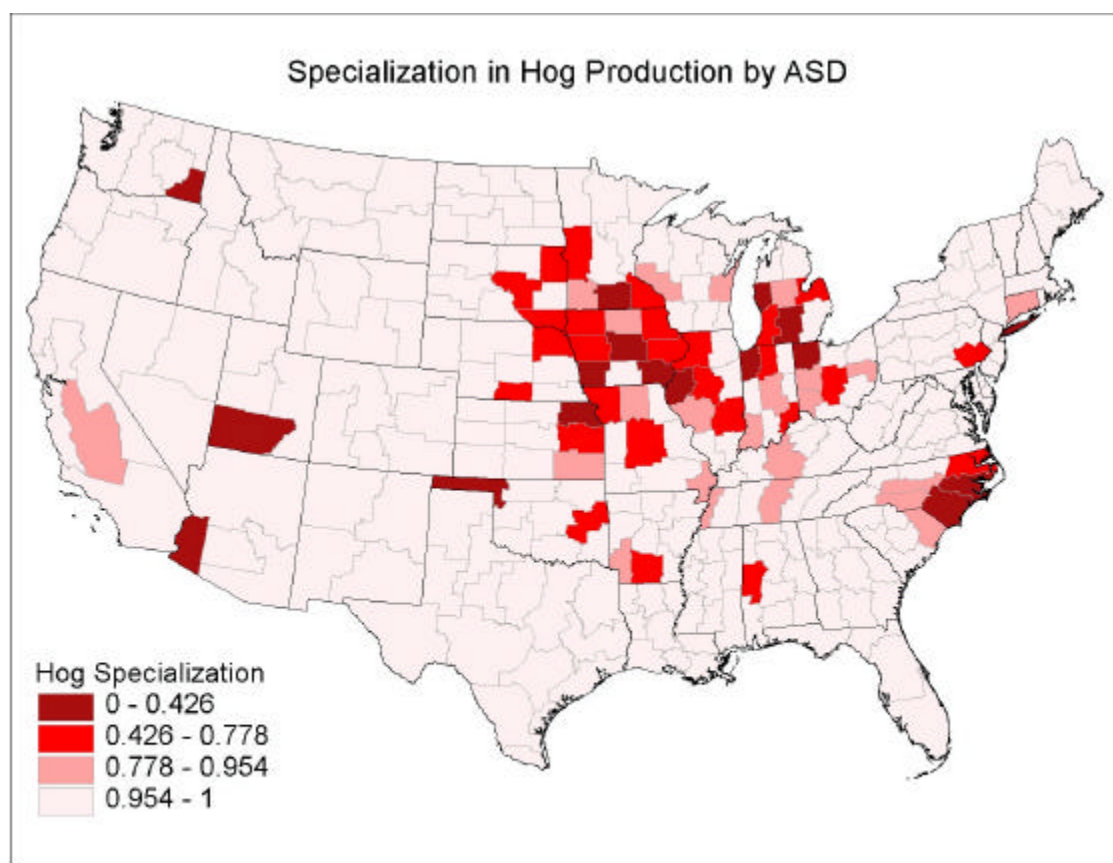 Specialization in Hog Production by ASD
Hog Specialization
0 - 0.426
0.426 - 0.778
0.778 - 0.954
0.954 - 1